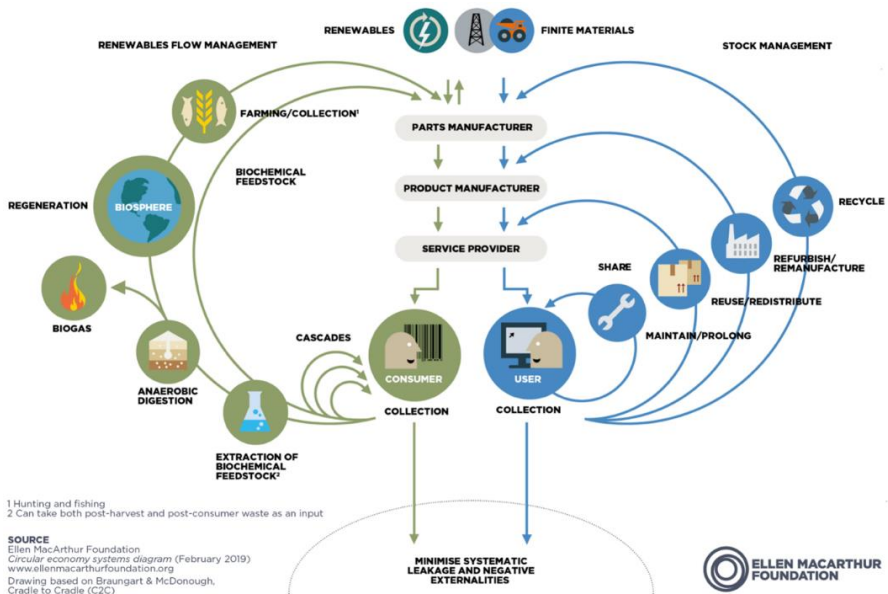 RENEWABLES
FINITE MATERIALS
RENEWABLES FLOW MANAGEMENT
STOCK MANAGEMENT
FARMING/COLLECTION¹
PARTS MANUFACTURER
BIOCHEMICAL
FEEDSTOCK
PRODUCT MANUFACTURER
REGENERATION
BIOSPHERE
RECYCLE
SERVICE PROVIDER
REFURBISH/
REMANUFACTURE
SHARE
REUSE/REDISTRIBUTE
BIOGAS
MAINTAIN/PROLONG
CASCADES
ANAEROBIC
DIGESTION
CONSUMER
USER
COLLECTION
COLLECTION
EXTRACTION OF
BIOCHEMICAL
FEEDSTOCK²
1 Hunting and fishing
2 Can take both post-harvest and post-consumer waste as an input
SOURCE
Ellen MacArthur Foundation
Circular economy systems diagram (February 2019)
www.ellenmacarthurfoundation.org
Drawing based on Braungart & McDonough,
Cradle to Cradle (C2C)
MINIMISE SYSTEMATIC
LEAKAGE AND NEGATIVE
EXTERNALITIES
ELLEN MACARTHUR
FOUNDATION